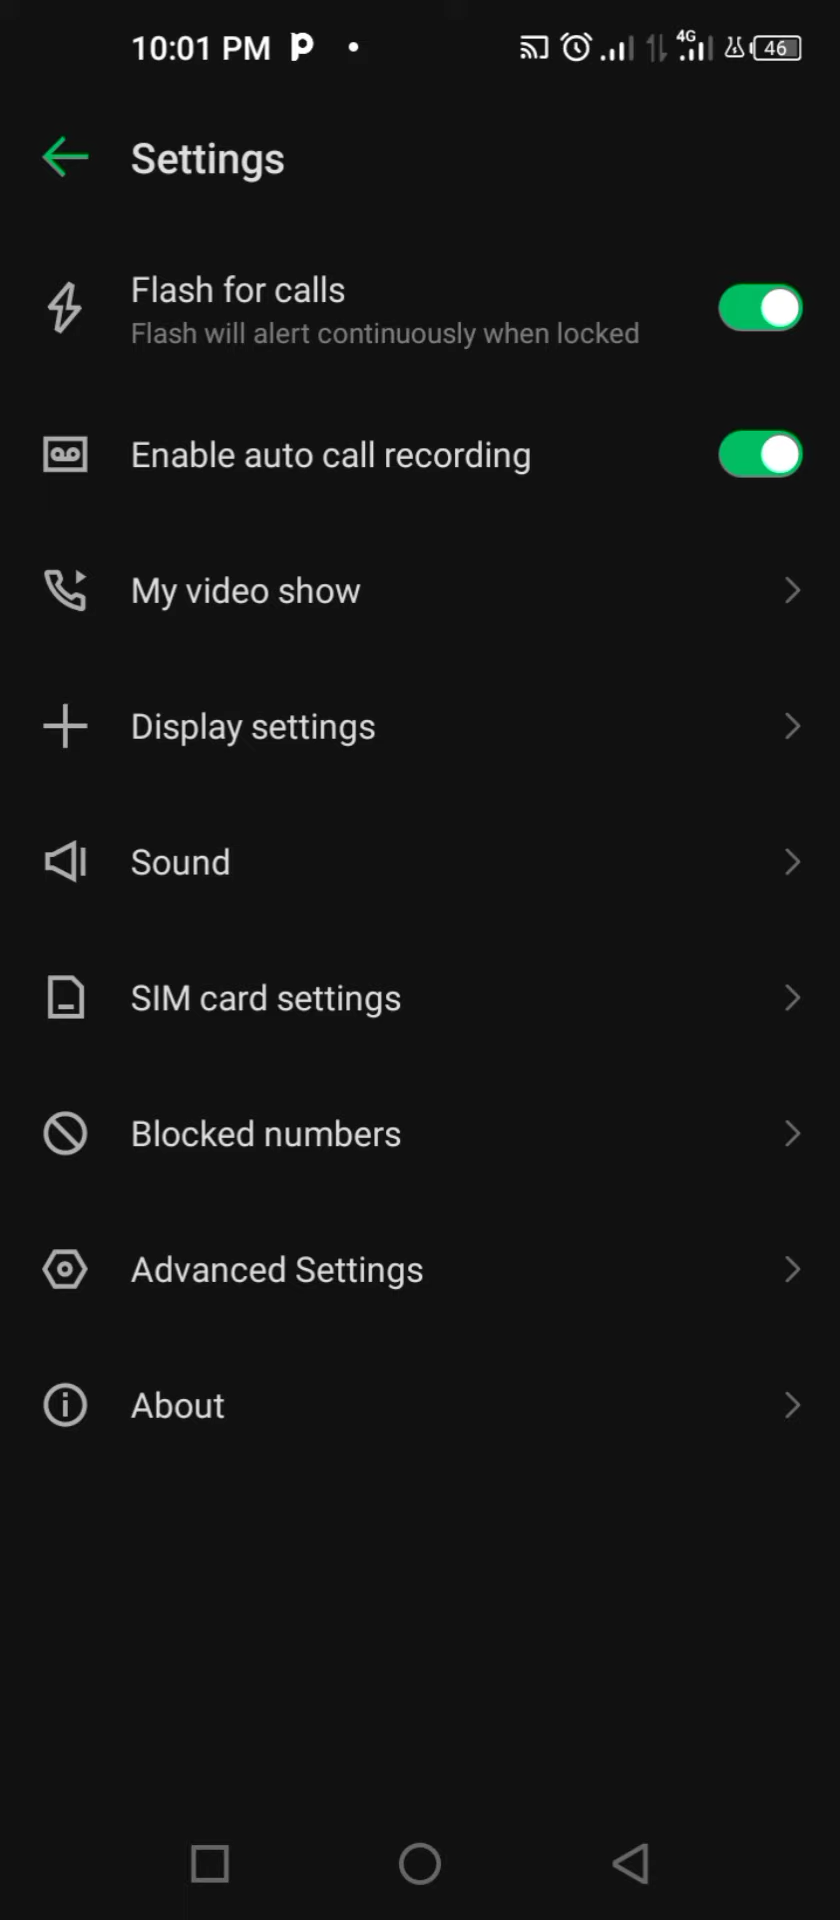 10:01 PM
4G
46
Settings
Flash for calls
Flash will alert continuously when locked
Enable auto call recording
My video show
Display settings
Sound
SIM card settings
Blocked numbers
Advanced Settings
About